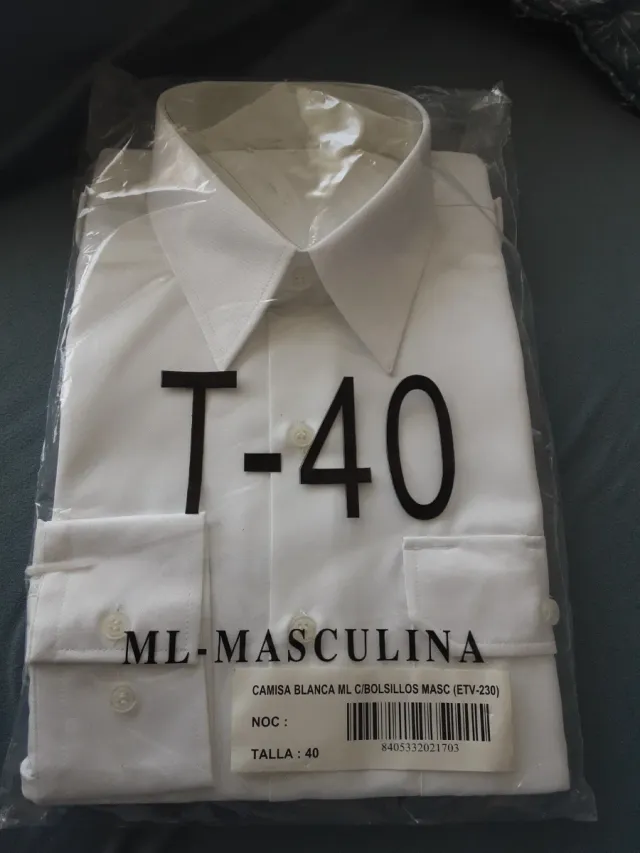 T-40
ML-MASCULINA
CAMISA BLANCA ML C/BOLSILLOS MASC (ETV-230)
NOC :
8405332021703
TALLA : 40